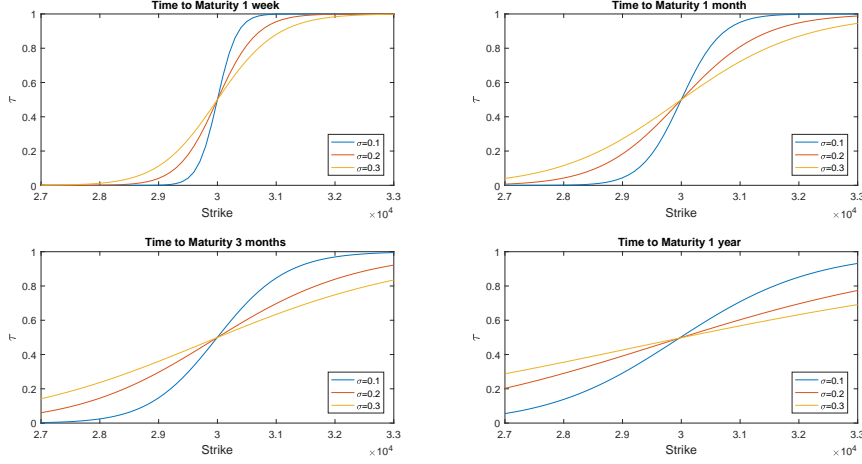 Time to Maturity 1 week
1
0.8
0.6
0.4
0.2
0
τ
2.7 2.8 2.9 3 3.1 3.2 3.3
Strike
×10⁴
σ=0.1
σ=0.2
σ=0.3
Time to Maturity 1 month
1
0.8
0.6
0.4
0.2
0
τ
2.7 2.8 2.9 3 3.1 3.2 3.3
Strike
×10⁴
σ=0.1
σ=0.2
σ=0.3
Time to Maturity 3 months
1
0.8
0.6
0.4
0.2
0
τ
2.7 2.8 2.9 3 3.1 3.2 3.3
Strike
×10⁴
σ=0.1
σ=0.2
σ=0.3
Time to Maturity 1 year
1
0.8
0.6
0.4
0.2
0
τ
2.7 2.8 2.9 3 3.1 3.2 3.3
Strike
×10⁴
σ=0.1
σ=0.2
σ=0.3